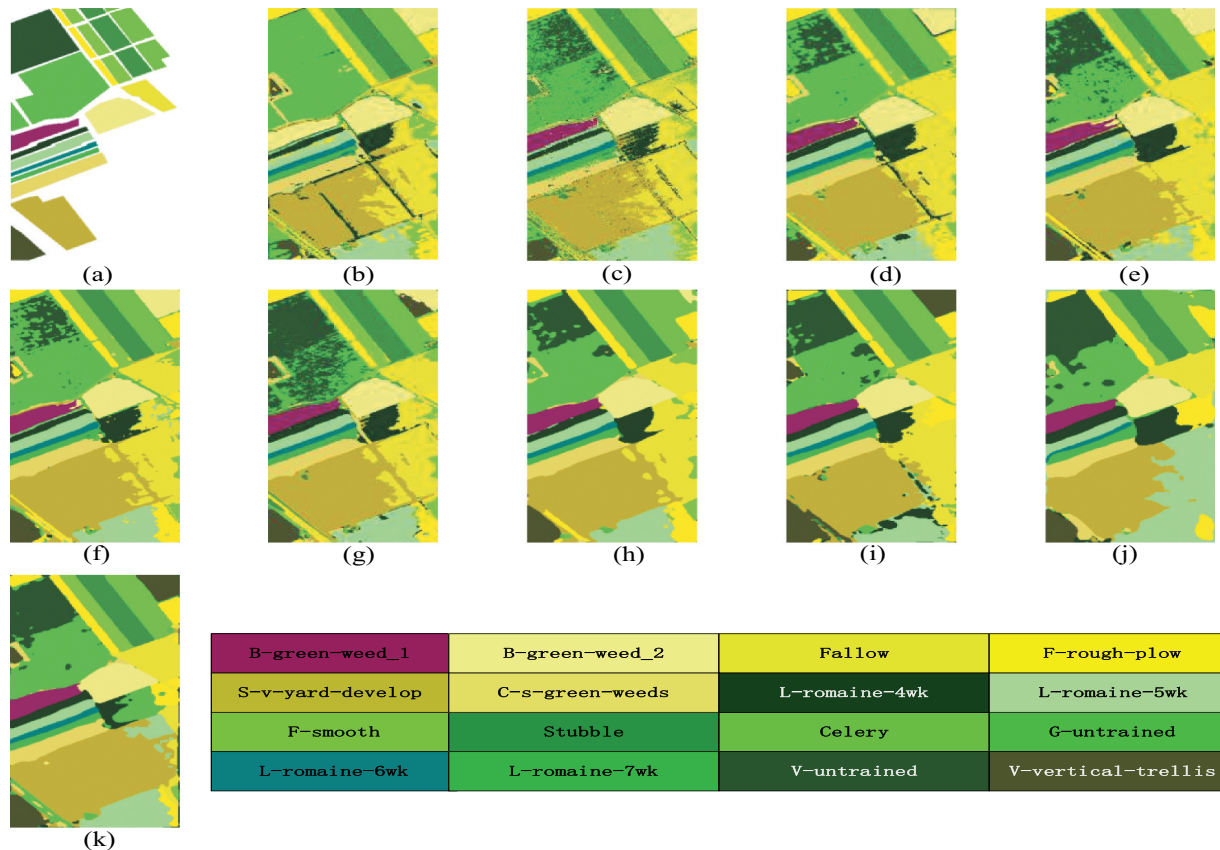 (a)
(b)
(c)
(d)
(e)
(f)
(g)
(h)
(i)
(j)
B-green-weed_1 B-green-weed_2 Fallow F-rough-plow
S-v-yard-develop C-s-green-weeds L-romaine-4wk L-romaine-5wk
F-smooth Stubble Celery G-untrained
L-romaine-6wk L-romaine-7wk V-untrained V-vertical-trellis
(k)